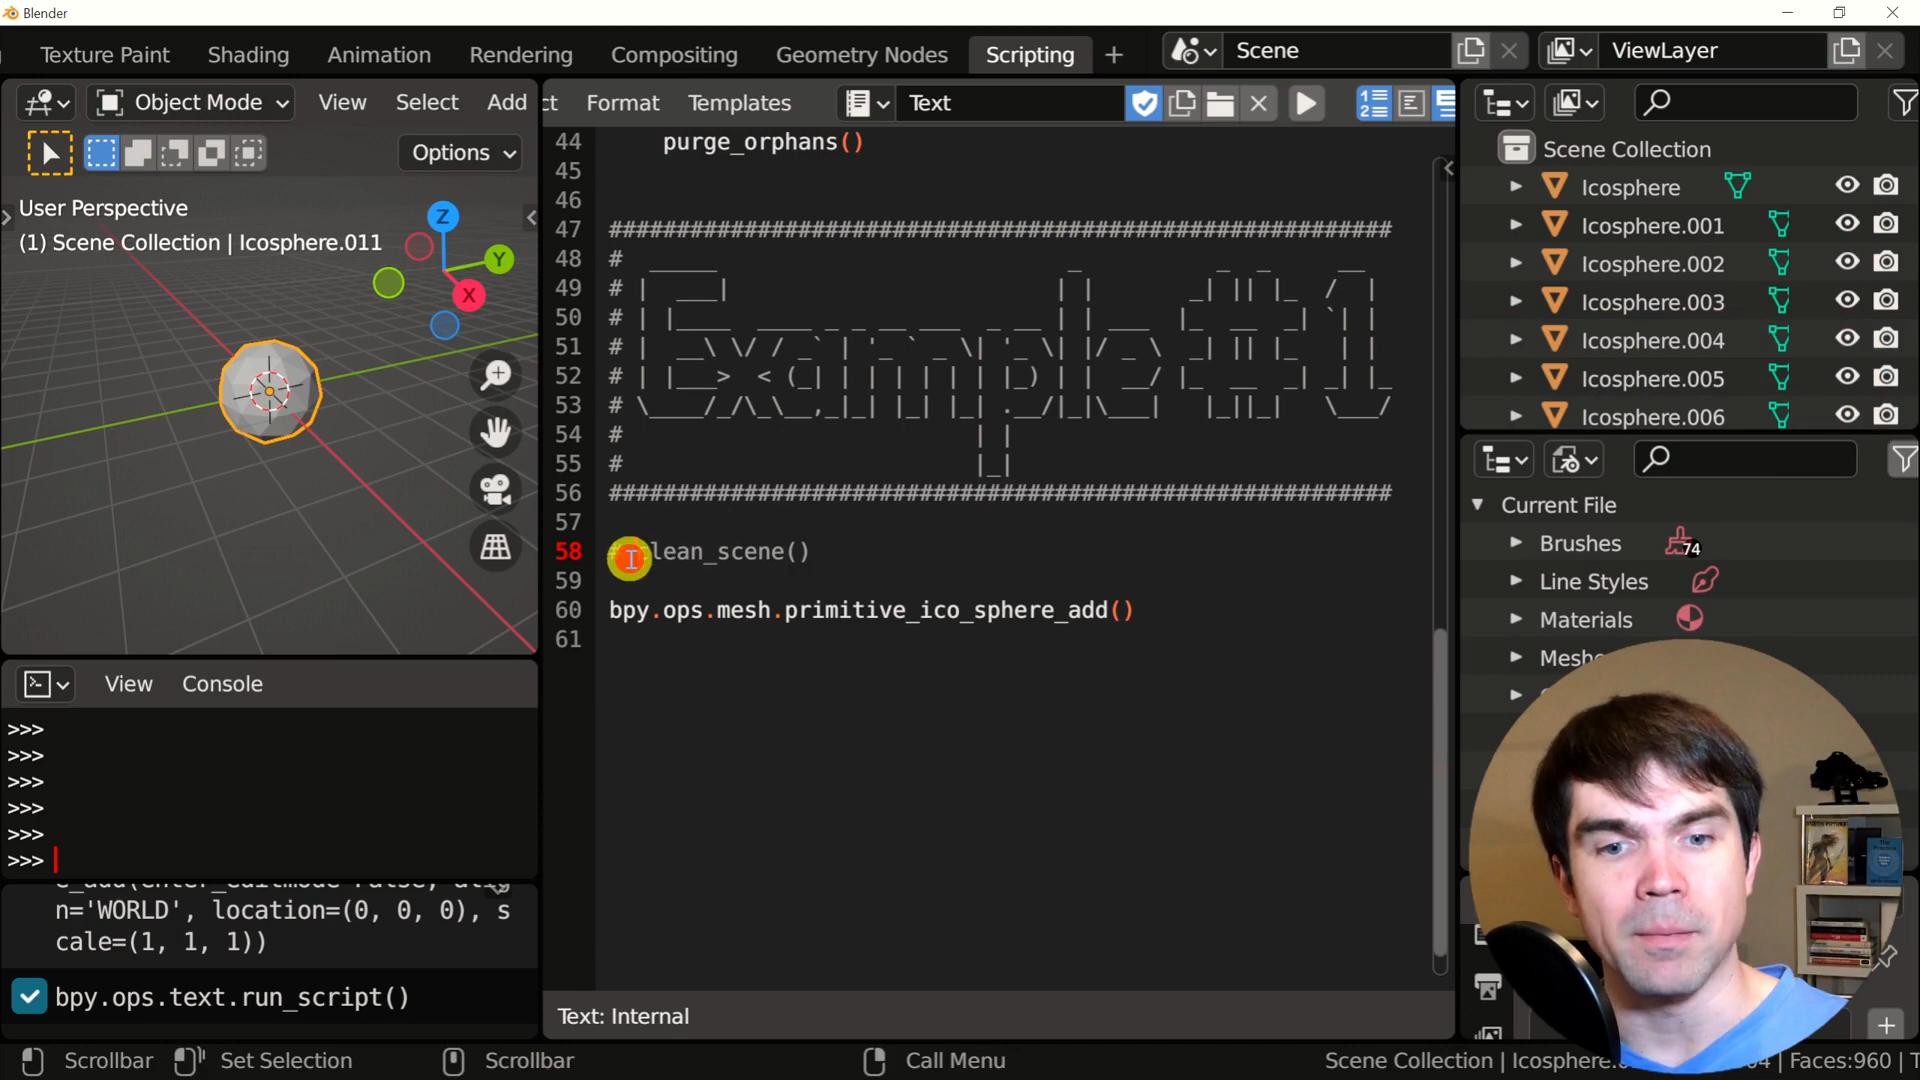 Blender
Texture Paint Shading Animation Rendering Compositing Geometry Nodes Scripting + Scene ViewLayer
Object Mode View Select Add
ct Format Templates Text
Options
User Perspective
(1) Scene Collection | Icosphere.011
Z
Y
X
44 purge_orphans()
45
46
47 ##########################################################
48 #
49 #
50 #
51 #
52 #
53 #
54 #
55 #
Example #1
56 ##########################################################
57
58 lean_scene()
59
60 bpy.ops.mesh.primitive_ico_sphere_add()
61
Text: Internal
Scene Collection
Icosphere
Icosphere.001
Icosphere.002
Icosphere.003
Icosphere.004
Icosphere.005
Icosphere.006
Current File
Brushes 74
Line Styles
Materials
Mesh
View Console
>>>
>>>
>>>
>>>
>>>
>>>
n='WORLD', location=(0, 0, 0), s
cale=(1, 1, 1))
bpy.ops.text.run_script()
Scrollbar Set Selection Scrollbar Call Menu Scene Collection | Icosphere. | Faces:960 | T